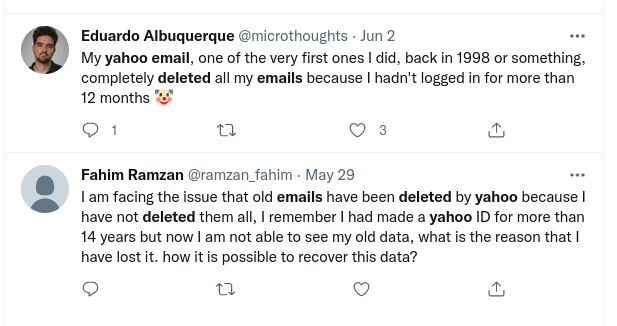 Eduardo Albuquerque @microthoughts · Jun 2
My yahoo email, one of the very first ones I did, back in 1998 or something,
completely deleted all my emails because I hadn't logged in for more than
12 months 🤡
1 3
Fahim Ramzan @ramzan_fahim · May 29
I am facing the issue that old emails have been deleted by yahoo because I
have not deleted them all, I remember I had made a yahoo ID for more than
14 years but now I am not able to see my old data, what is the reason that I
have lost it. how it is possible to recover this data?